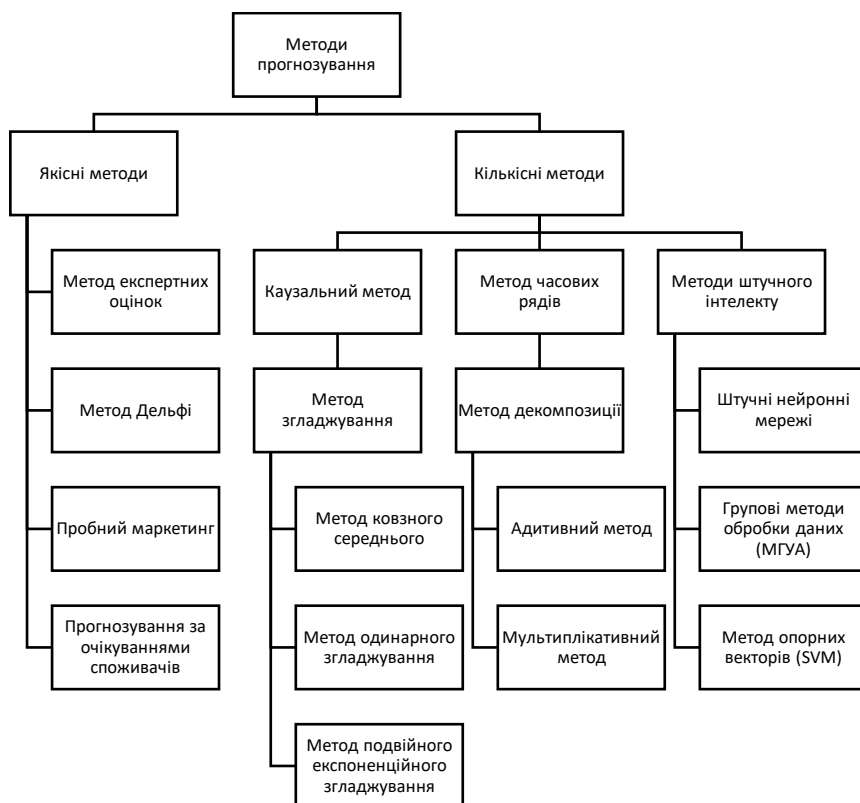 Методи
прогнозування
Якісні методи
Кількісні методи
Метод експертних
оцінок
Каузальний метод
Метод часових
рядів
Методи штучного
інтелекту
Метод Дельфі
Метод
згладжування
Метод декомпозиції
Штучні нейронні
мережі
Пробний маркетинг
Метод ковзного
середнього
Адитивний метод
Групові методи
обробки даних
(МГУА)
Прогнозування за
очікуваннями
споживачів
Метод одинарного
згладжування
Мультиплікативний
метод
Метод опорних
векторів (SVM)
Метод подвійного
експоненційного
згладжування